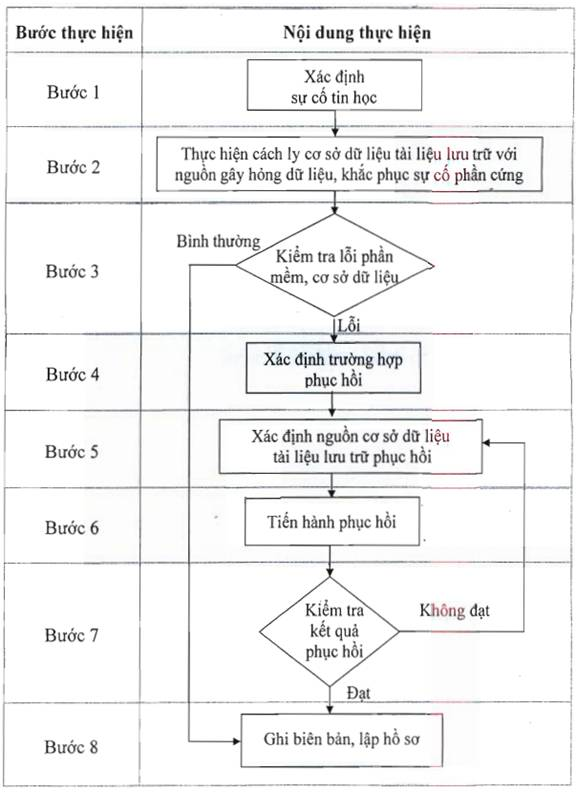 Bước thực hiện
Nội dung thực hiện
Bước 1
Xác định
sự cố tin học
Bước 2
Thực hiện cách ly cơ sở dữ liệu tài liệu lưu trữ với
nguồn gây hỏng dữ liệu, khắc phục sự cố phần cứng
Bước 3
Bình thường
Kiểm tra lỗi phần
mềm, cơ sở dữ liệu
Lỗi
Bước 4
Xác định trường hợp
phục hồi
Bước 5
Xác định nguồn cơ sở dữ liệu
tài liệu lưu trữ phục hồi
Bước 6
Tiến hành phục hồi
Bước 7
Kiểm tra
kết quả
phục hồi
Không đạt
Đạt
Bước 8
Ghi biên bản, lập hồ sơ